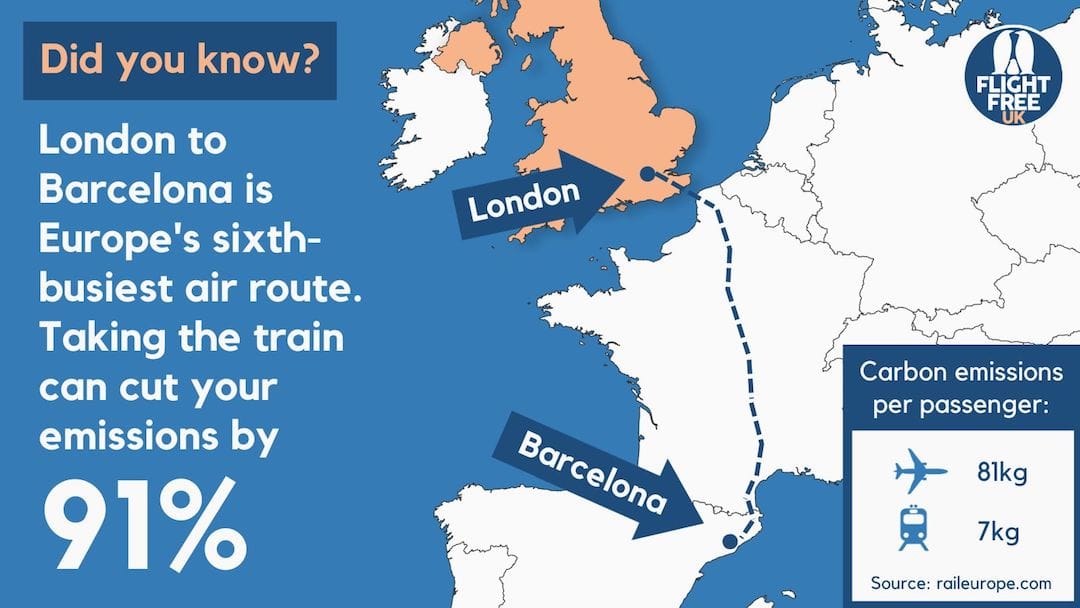 Did you know?
London to
Barcelona is
Europe's sixth-
busiest air route.
Taking the train
can cut your
emissions by
91%
London
Barcelona
FLIGHT
FREE
UK
Carbon emissions
per passenger:
81kg
7kg
Source: raileurope.com